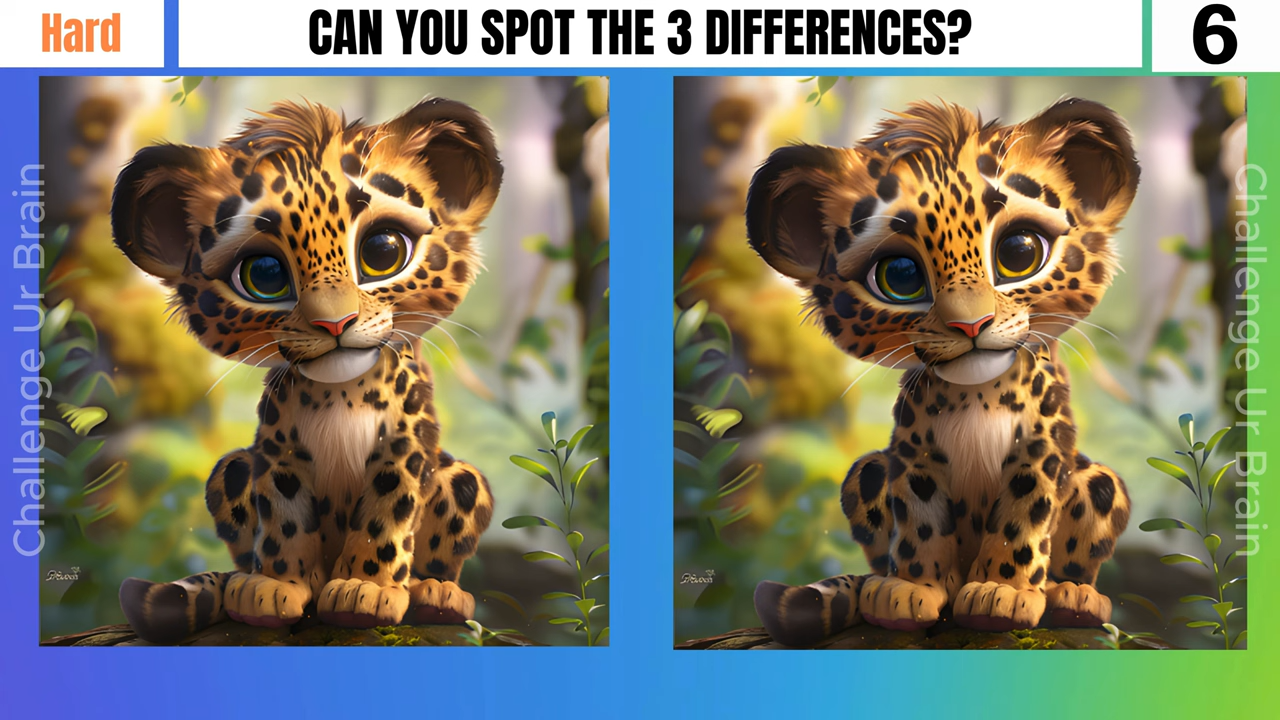 Hard
CAN YOU SPOT THE 3 DIFFERENCES?
6
Challenge Ur Brain
Challenge Ur Brain